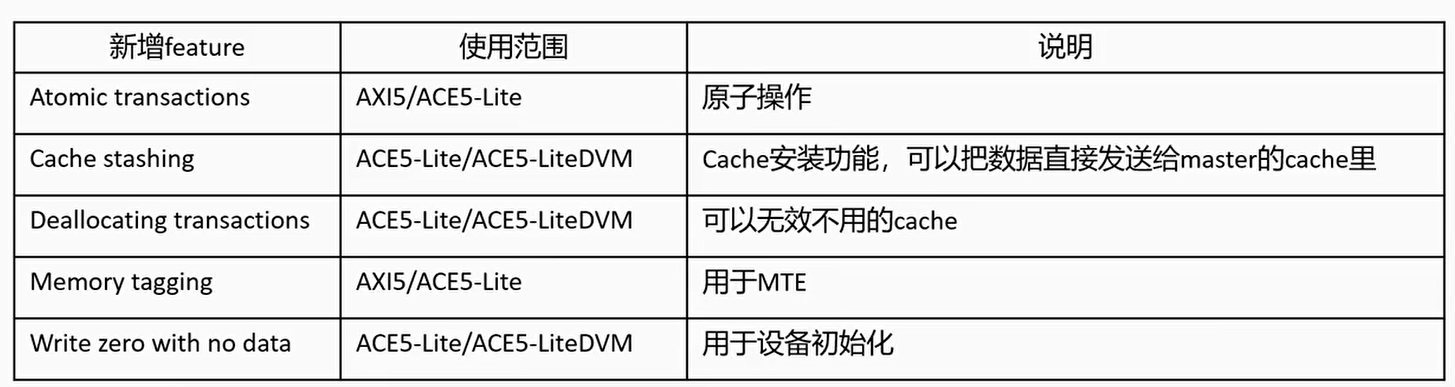 新增feature 使用范围 说明
Atomic transactions AXI5/ACE5-Lite 原子操作
Cache stashing ACE5-Lite/ACE5-LiteDVM Cache安装功能，可以把数据直接发送给master的cache里
Deallocating transactions ACE5-Lite/ACE5-LiteDVM 可以无效不用的cache
Memory tagging AXI5/ACE5-Lite 用于MTE
Write zero with no data ACE5-Lite/ACE5-LiteDVM 用于设备初始化